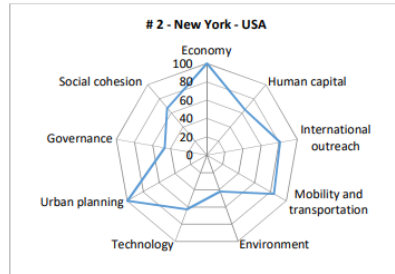 # 2 - New York - USA
Economy
100
80
60
40
20
0
Human capital
International
outreach
Mobility and
transportation
Environment
Technology
Urban planning
Governance
Social cohesion